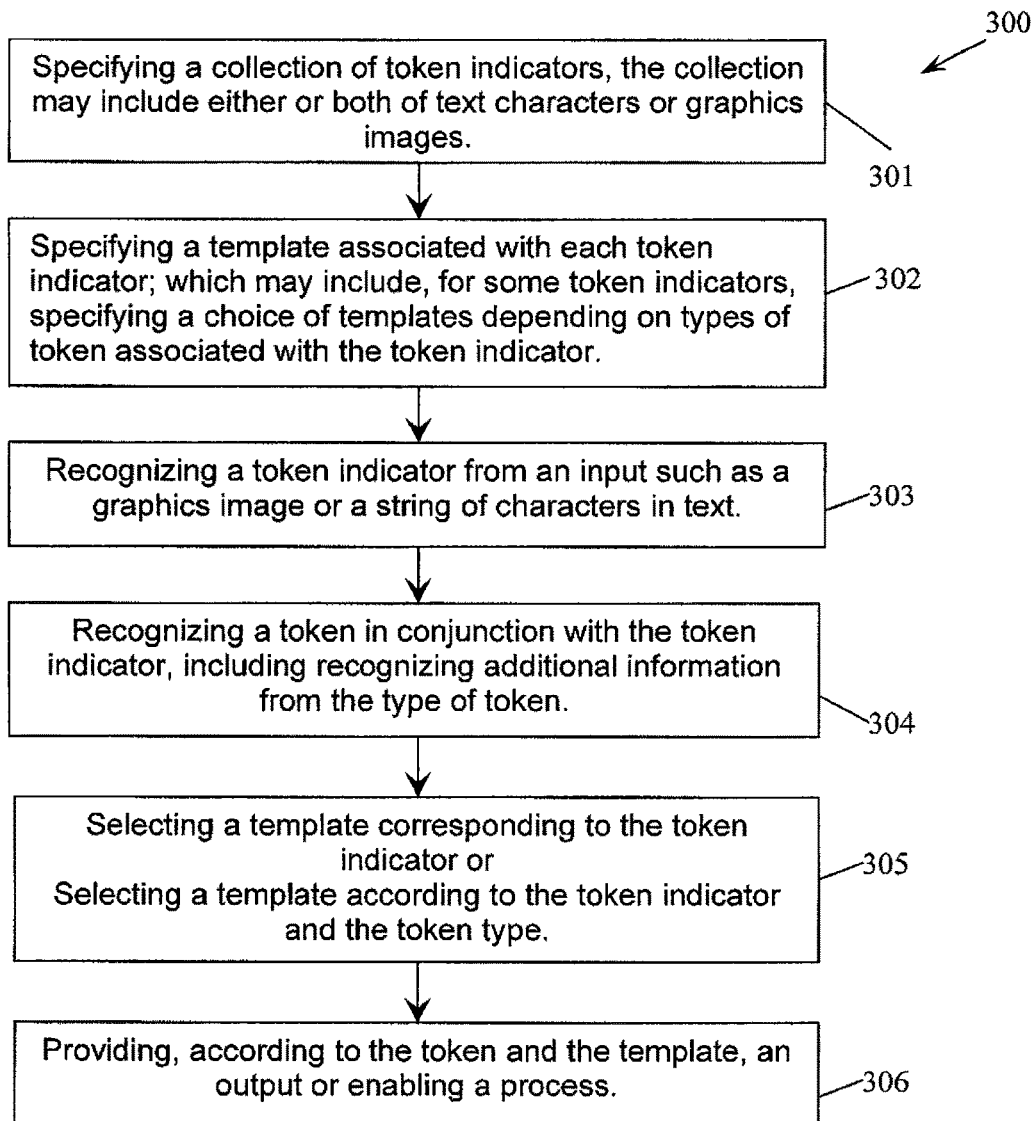 300
Specifying a collection of token indicators, the collection
may include either or both of text characters or graphics
images.
301
Specifying a template associated with each token
indicator; which may include, for some token indicators,
specifying a choice of templates depending on types of
token associated with the token indicator.
302
Recognizing a token indicator from an input such as a
graphics image or a string of characters in text.
303
Recognizing a token in conjunction with the token
indicator, including recognizing additional information
from the type of token.
304
Selecting a template corresponding to the token
indicator or
Selecting a template according to the token indicator
and the token type.
305
Providing, according to the token and the template, an
output or enabling a process.
306